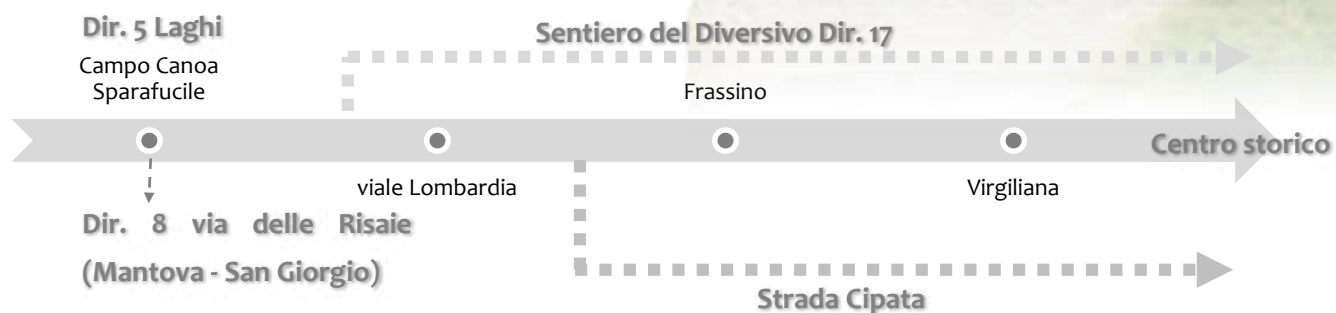 Dir. 5 Laghi
Sentiero del Diversivo Dir. 17
Campo Canoa
Sparafucile
Frassino
Centro storico
viale Lombardia
Virgiliana
Dir. 8 via delle Risaie
(Mantova - San Giorgio)
Strada Cipata